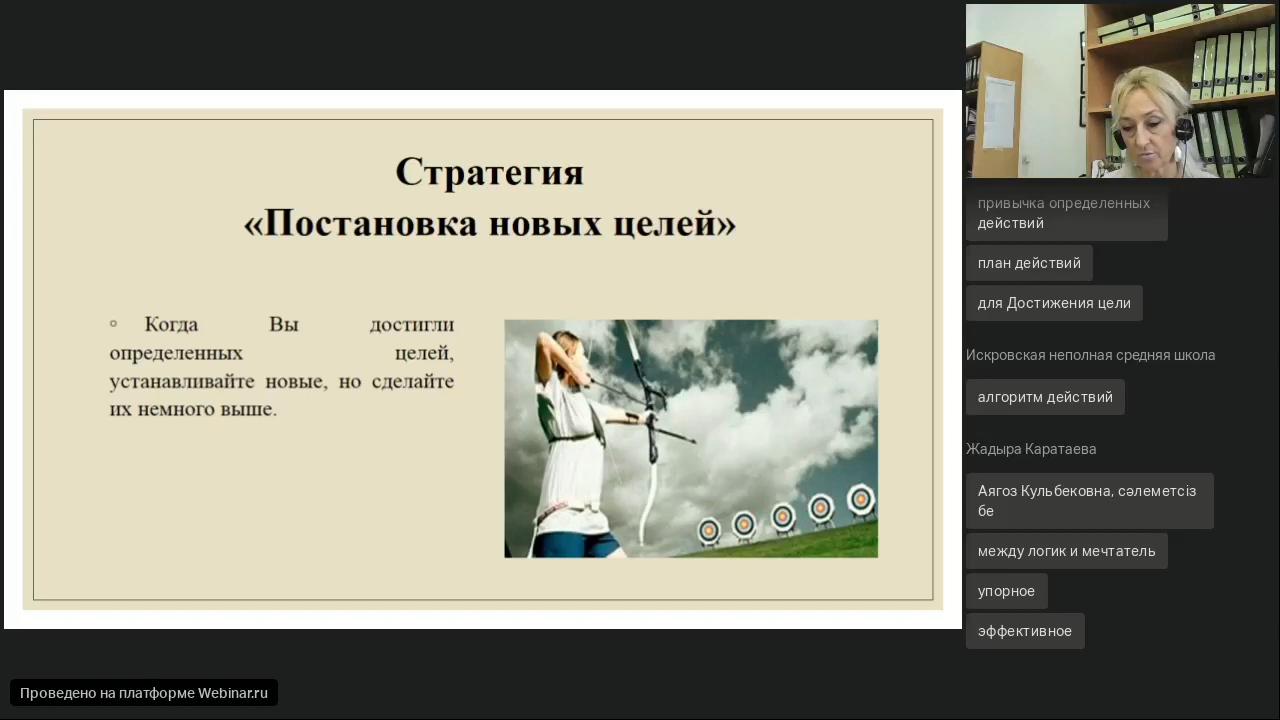 Стратегия
«Постановка новых целей»
◦ Когда Вы достигли
определенных целей,
устанавливайте новые, но сделайте
их немного выше.
привычка определенных
действий
план действий
для Достижения цели
Искровская неполная средняя школа
алгоритм действий
Жадыра Каратаева
Аягоз Кульбековна, сәлеметсіз
бе
между логик и мечтатель
упорное
эффективное
Проведено на платформе Webinar.ru